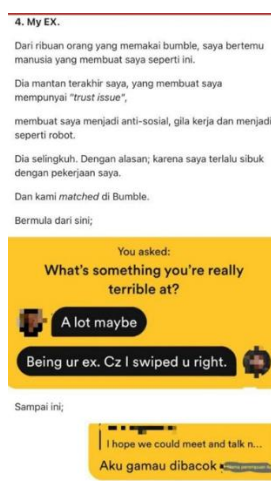 4. My EX.
Dari ribuan orang yang memakai bumble, saya bertemu
manusia yang membuat saya seperti ini.
Dia mantan terakhir saya, yang membuat saya
mempunyai "trust issue",
membuat saya menjadi anti-sosial, gila kerja dan menjadi
seperti robot.
Dia selingkuh. Dengan alasan; karena saya terlalu sibuk
dengan pekerjaan saya.
Dan kami matched di Bumble.
Bermula dari sini;
You asked:
What's something you're really
terrible at?
A lot maybe
Being ur ex. Cz I swiped u right.
Sampai ini;
I hope we could meet and talk n...
Aku gamau dibacok